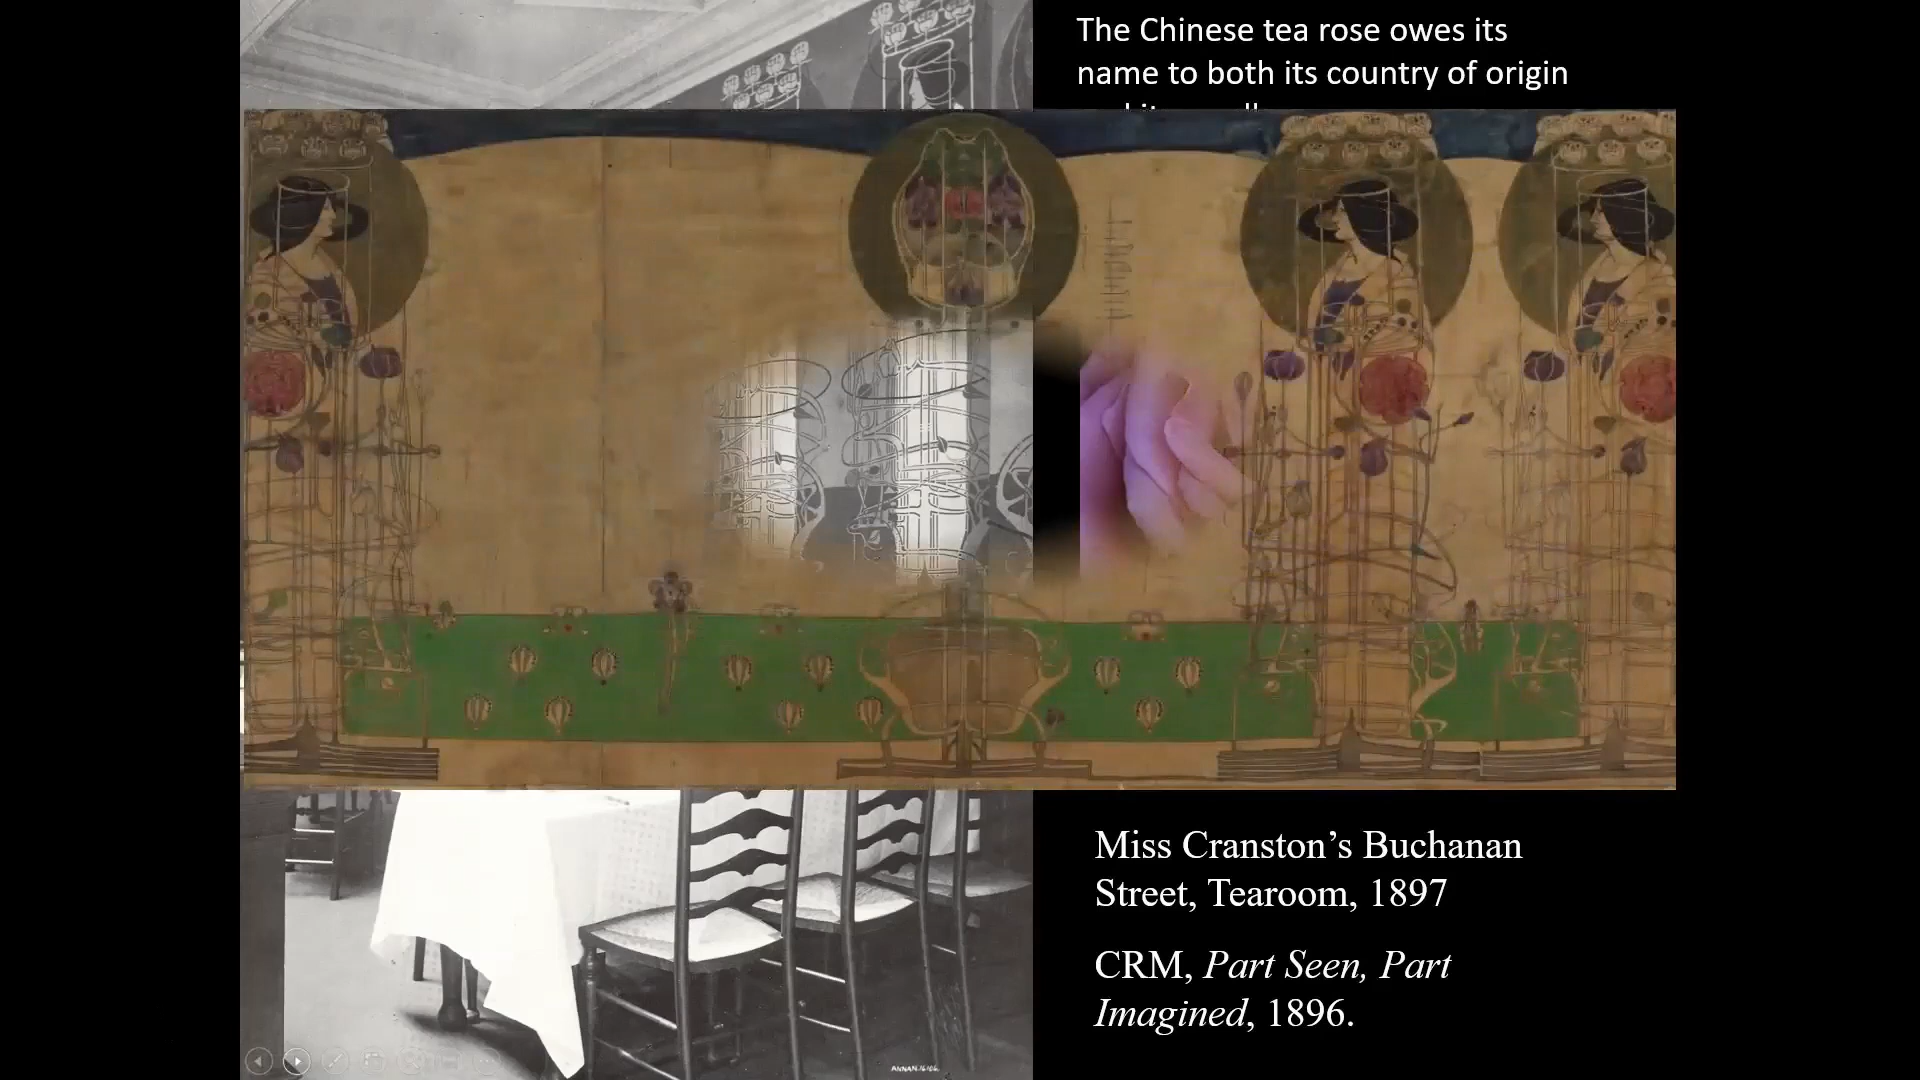 The Chinese tea rose owes its
name to both its country of origin
Miss Cranston’s Buchanan
Street, Tearoom, 1897
CRM, Part Seen, Part
Imagined, 1896.